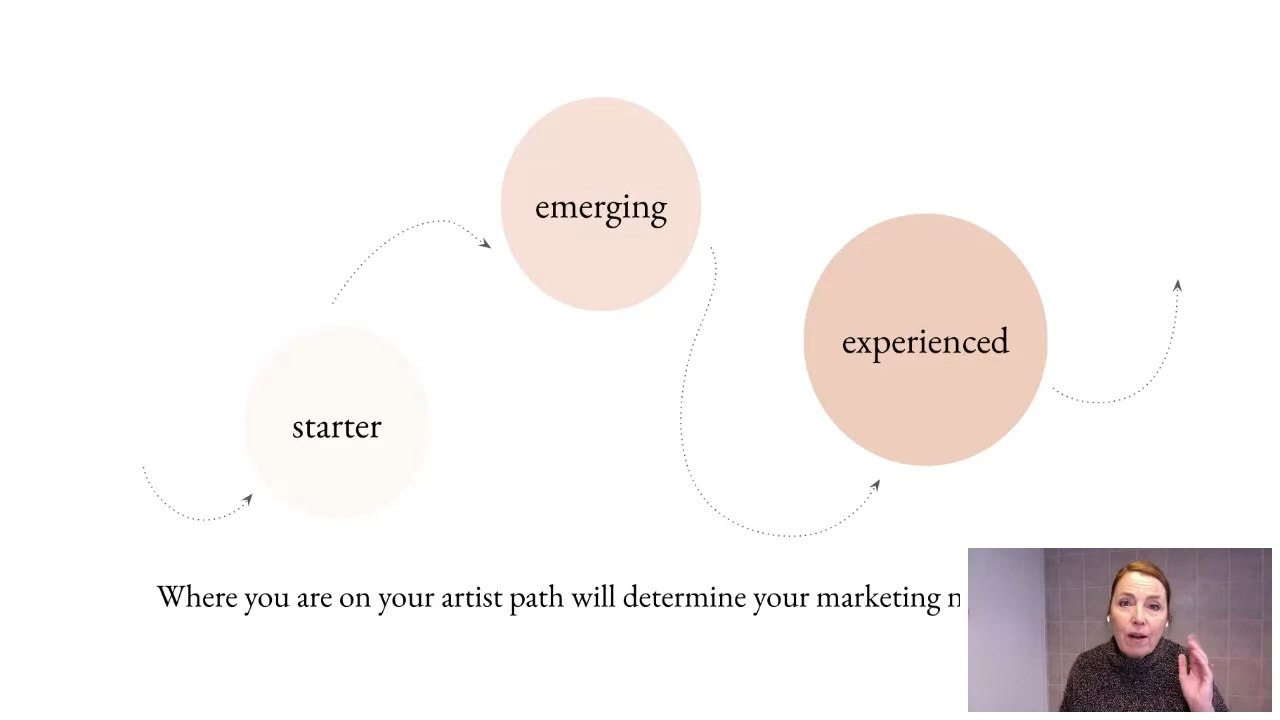 starter
emerging
experienced
Where you are on your artist path will determine your marketing